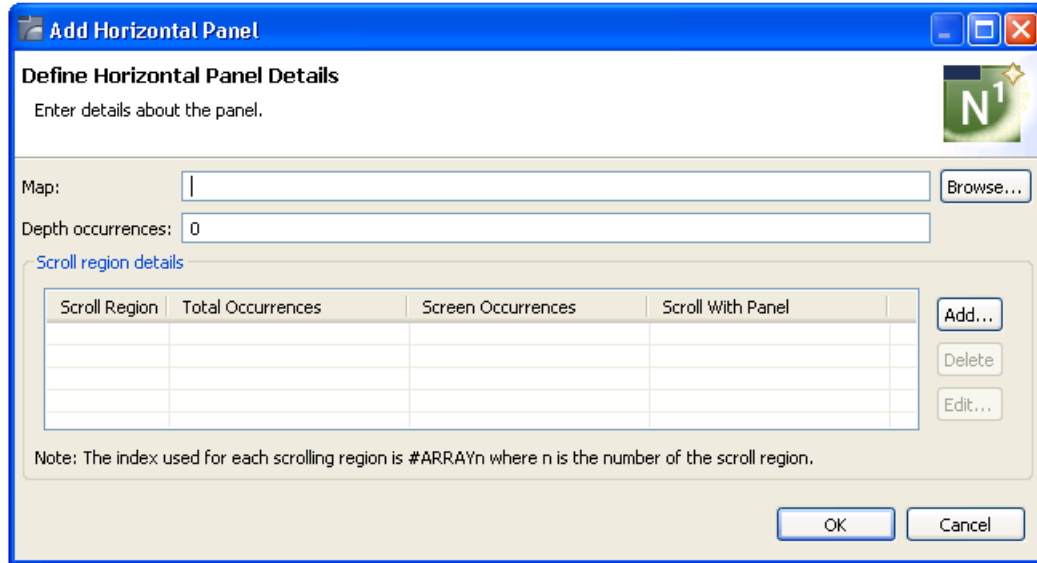 Add Horizontal Panel
Define Horizontal Panel Details
Enter details about the panel.
N1
Map: Browse...
Depth occurrences: 0
Scroll region details
Scroll Region Total Occurrences Screen Occurrences Scroll With Panel
Add...
Delete
Edit...
Note: The index used for each scrolling region is #ARRAYn where n is the number of the scroll region.
OK Cancel